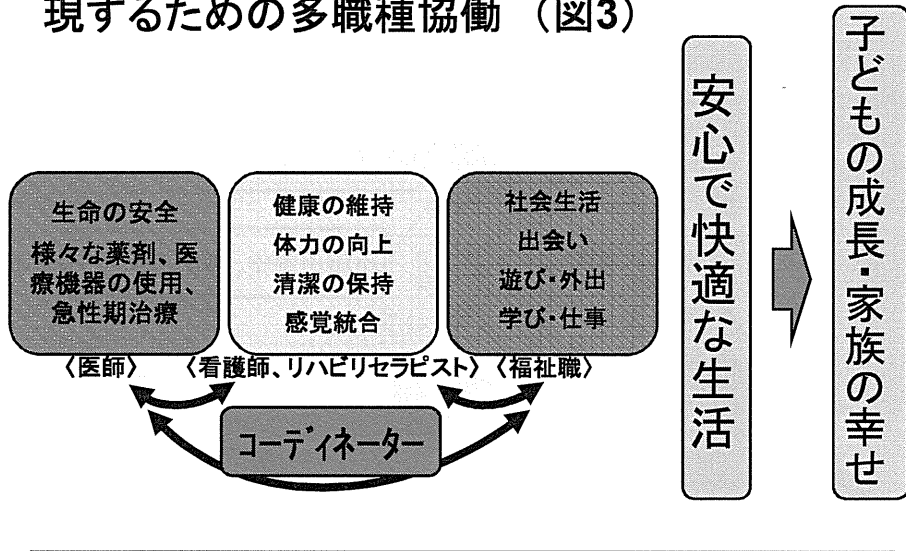 現するための多職種協働 （図3）
生命の安全
様々な薬剤、医
療機器の使用、
急性期治療
健康の維持
体力の向上
清潔の保持
感覚統合
社会生活
出会い
遊び・外出
学び・仕事
〈医師〉
〈看護師、リハビリセラピスト〉
〈福祉職〉
コーディネーター
安心で快適な生活
子どもの成長・家族の幸せ